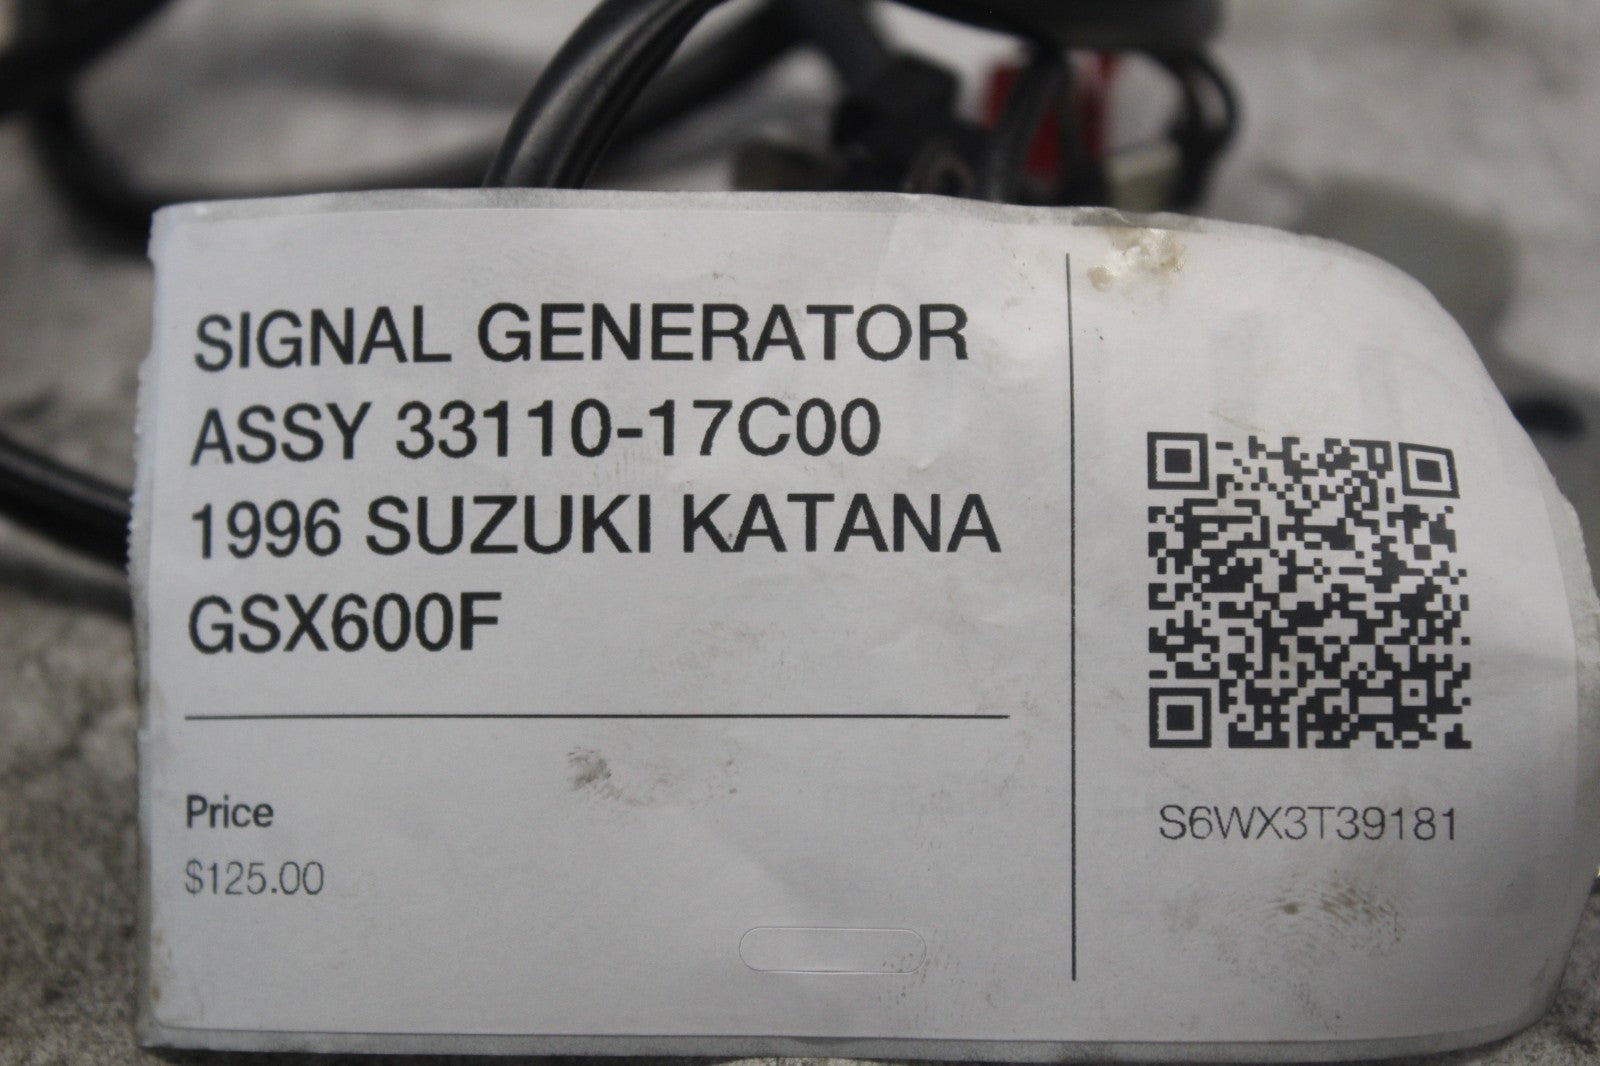 SIGNAL GENERATOR
ASSY 33110-17C00
1996 SUZUKI KATANA
GSX600F
Price
$125.00
S6WX3T39181